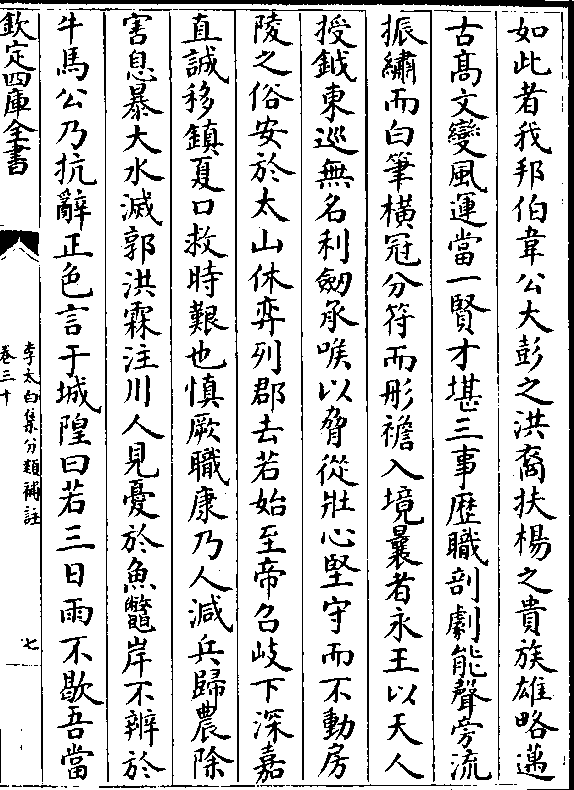 如此者我邦伯韋公大彭之洪裔扶楊之貴族雄略邁
古髙文變風運當一賢才堪三事歴職剖劇能聲旁流
振繡而白筆橫冠分符而彤襜入境曩者永王以天人
授鉞東廵無名利劒承喉以脅從壯心堅守而不動房
陵之俗安於太山休弈列郡去若始至帝召岐下深嘉
直誠移鎮夏口救時艱也慎厥職康乃人減兵歸農除
害息暴大水滅郭洪霖注川人見憂於魚鼈岸不辨於
牛馬公乃抗辭正色言于城隍曰若三日雨不歇吾當
欽定四庫全書
李太白集分類補註
卷三十
七